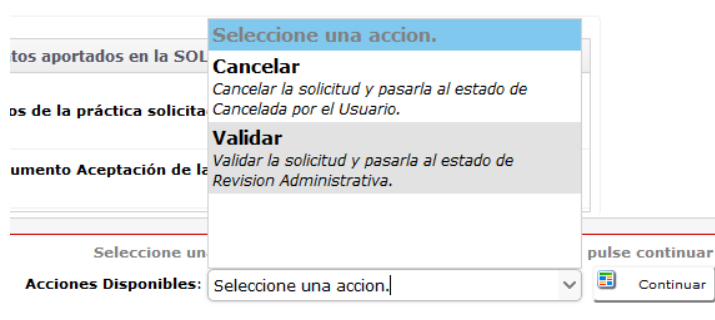 Seleccione una accion.
tos aportados en la SOL
Cancelar
Cancelar la solicitud y pasarla al estado de
os de la práctica solicita
Cancelada por el Usuario.
Validar
Validar la solicitud y pasarla al estado de
umento Aceptación de la
Revision Administrativa.
Seleccione un
pulse continuar
Acciones Disponibles: Seleccione una accion. Continuar